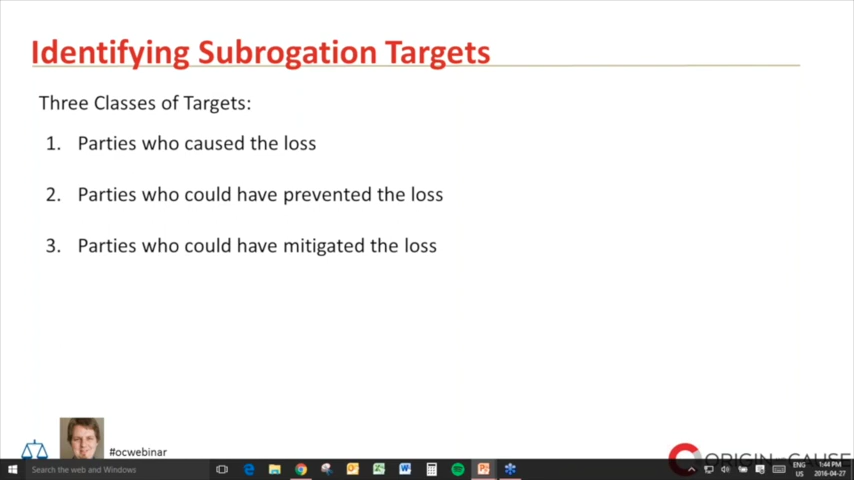 Identifying Subrogation Targets
Three Classes of Targets:
1. Parties who caused the loss
2. Parties who could have prevented the loss
3. Parties who could have mitigated the loss
#ocwebinar
ORIGIN AND CAUSE
Search the web and Windows
ENG
US
1:44 PM
2016-04-27